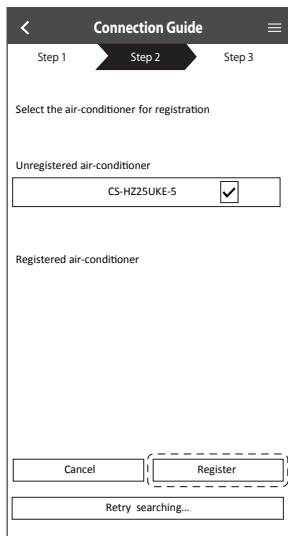 Connection Guide
Step 1 Step 2 Step 3
Select the air-conditioner for registration
Unregistered air-conditioner
CS-HZ25UKE-5
Registered air-conditioner
Cancel Register
Retry searching...